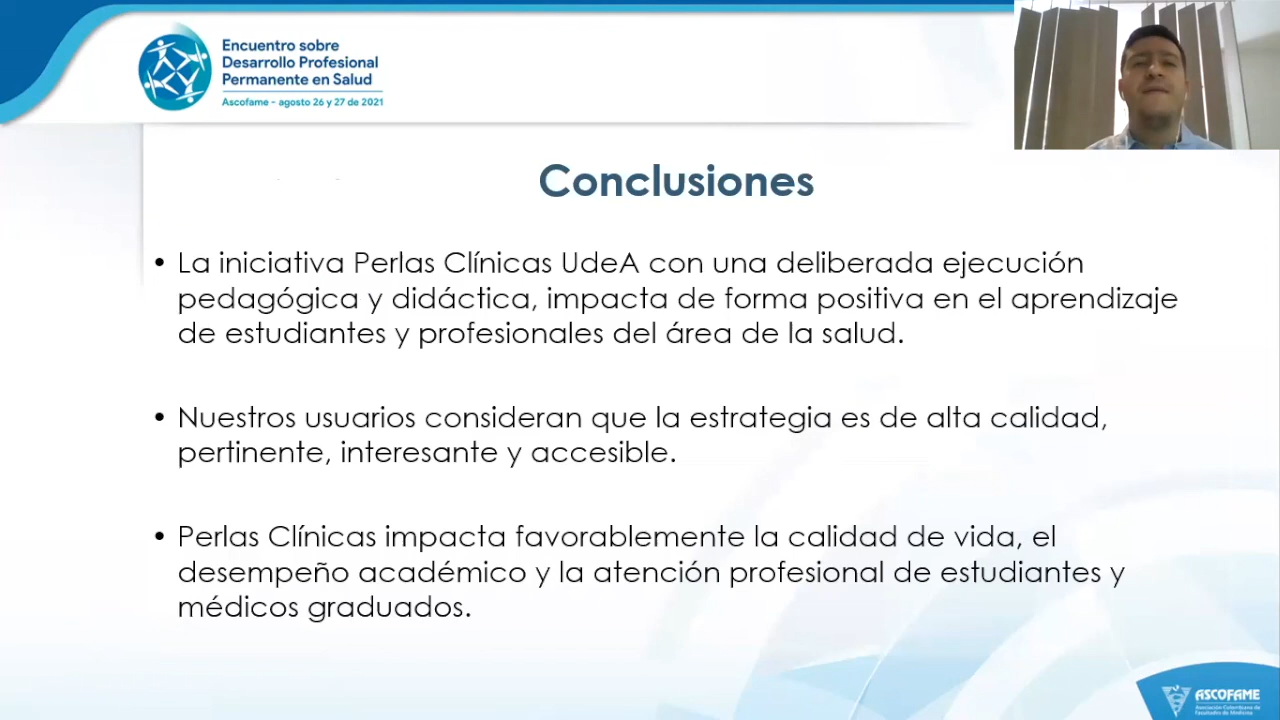 Encuentro sobre
Desarrollo Profesional
Permanente en Salud
Ascofame - agosto 26 y 27 de 2021
Conclusiones
• La iniciativa Perlas Clínicas UdeA con una deliberada ejecución
pedagógica y didáctica, impacta de forma positiva en el aprendizaje
de estudiantes y profesionales del área de la salud.
• Nuestros usuarios consideran que la estrategia es de alta calidad,
pertinente, interesante y accesible.
• Perlas Clínicas impacta favorablemente la calidad de vida, el
desempeño académico y la atención profesional de estudiantes y
médicos graduados.
ASCOFAME
Asociación Colombiana de
Facultades de Medicina